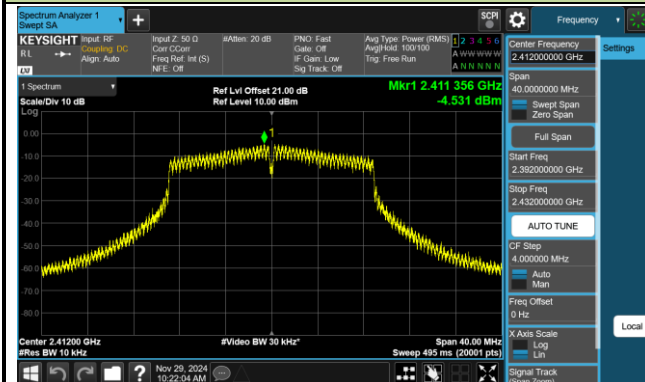 Spectrum Analyzer 1
Swept SA
+
SCPI
Frequency
KEYSIGHT
RL
Input: RF
Coupling: DC
Align: Auto
Input Z: 50 Ω
Corr CCorr
Freq Ref: Int (S)
NFE: Off
#Atten: 20 dB
PNO: Fast
Gate: Off
IF Gain: Low
Sig Track: Off
Avg Type: Power (RMS)
Avg|Hold: 100/100
Trig: Free Run
1 2 3 4 5 6
A W W W W W
A N N N N N
LXI
1 Spectrum
Scale/Div 10 dB
Log
Ref Lvl Offset 21.00 dB
Ref Level 10.00 dBm
Mkr1 2.411 356 GHz
-4.531 dBm
1
0.00
-10.0
-20.0
-30.0
-40.0
-50.0
-60.0
-70.0
-80.0
Center 2.41200 GHz
#Res BW 10 kHz
#Video BW 30 kHz*
Span 40.00 MHz
Sweep 495 ms (20001 pts)
Nov 29, 2024
10:22:04 AM
?
Center Frequency
2.412000000 GHz
Settings
Span
40.0000000 MHz
Swept Span
Zero Span
Full Span
Start Freq
2.392000000 GHz
Stop Freq
2.432000000 GHz
AUTO TUNE
CF Step
4.000000 MHz
Auto
Man
Freq Offset
0 Hz
X Axis Scale
Log
Lin
Local
Signal Track
(Span Zoom)